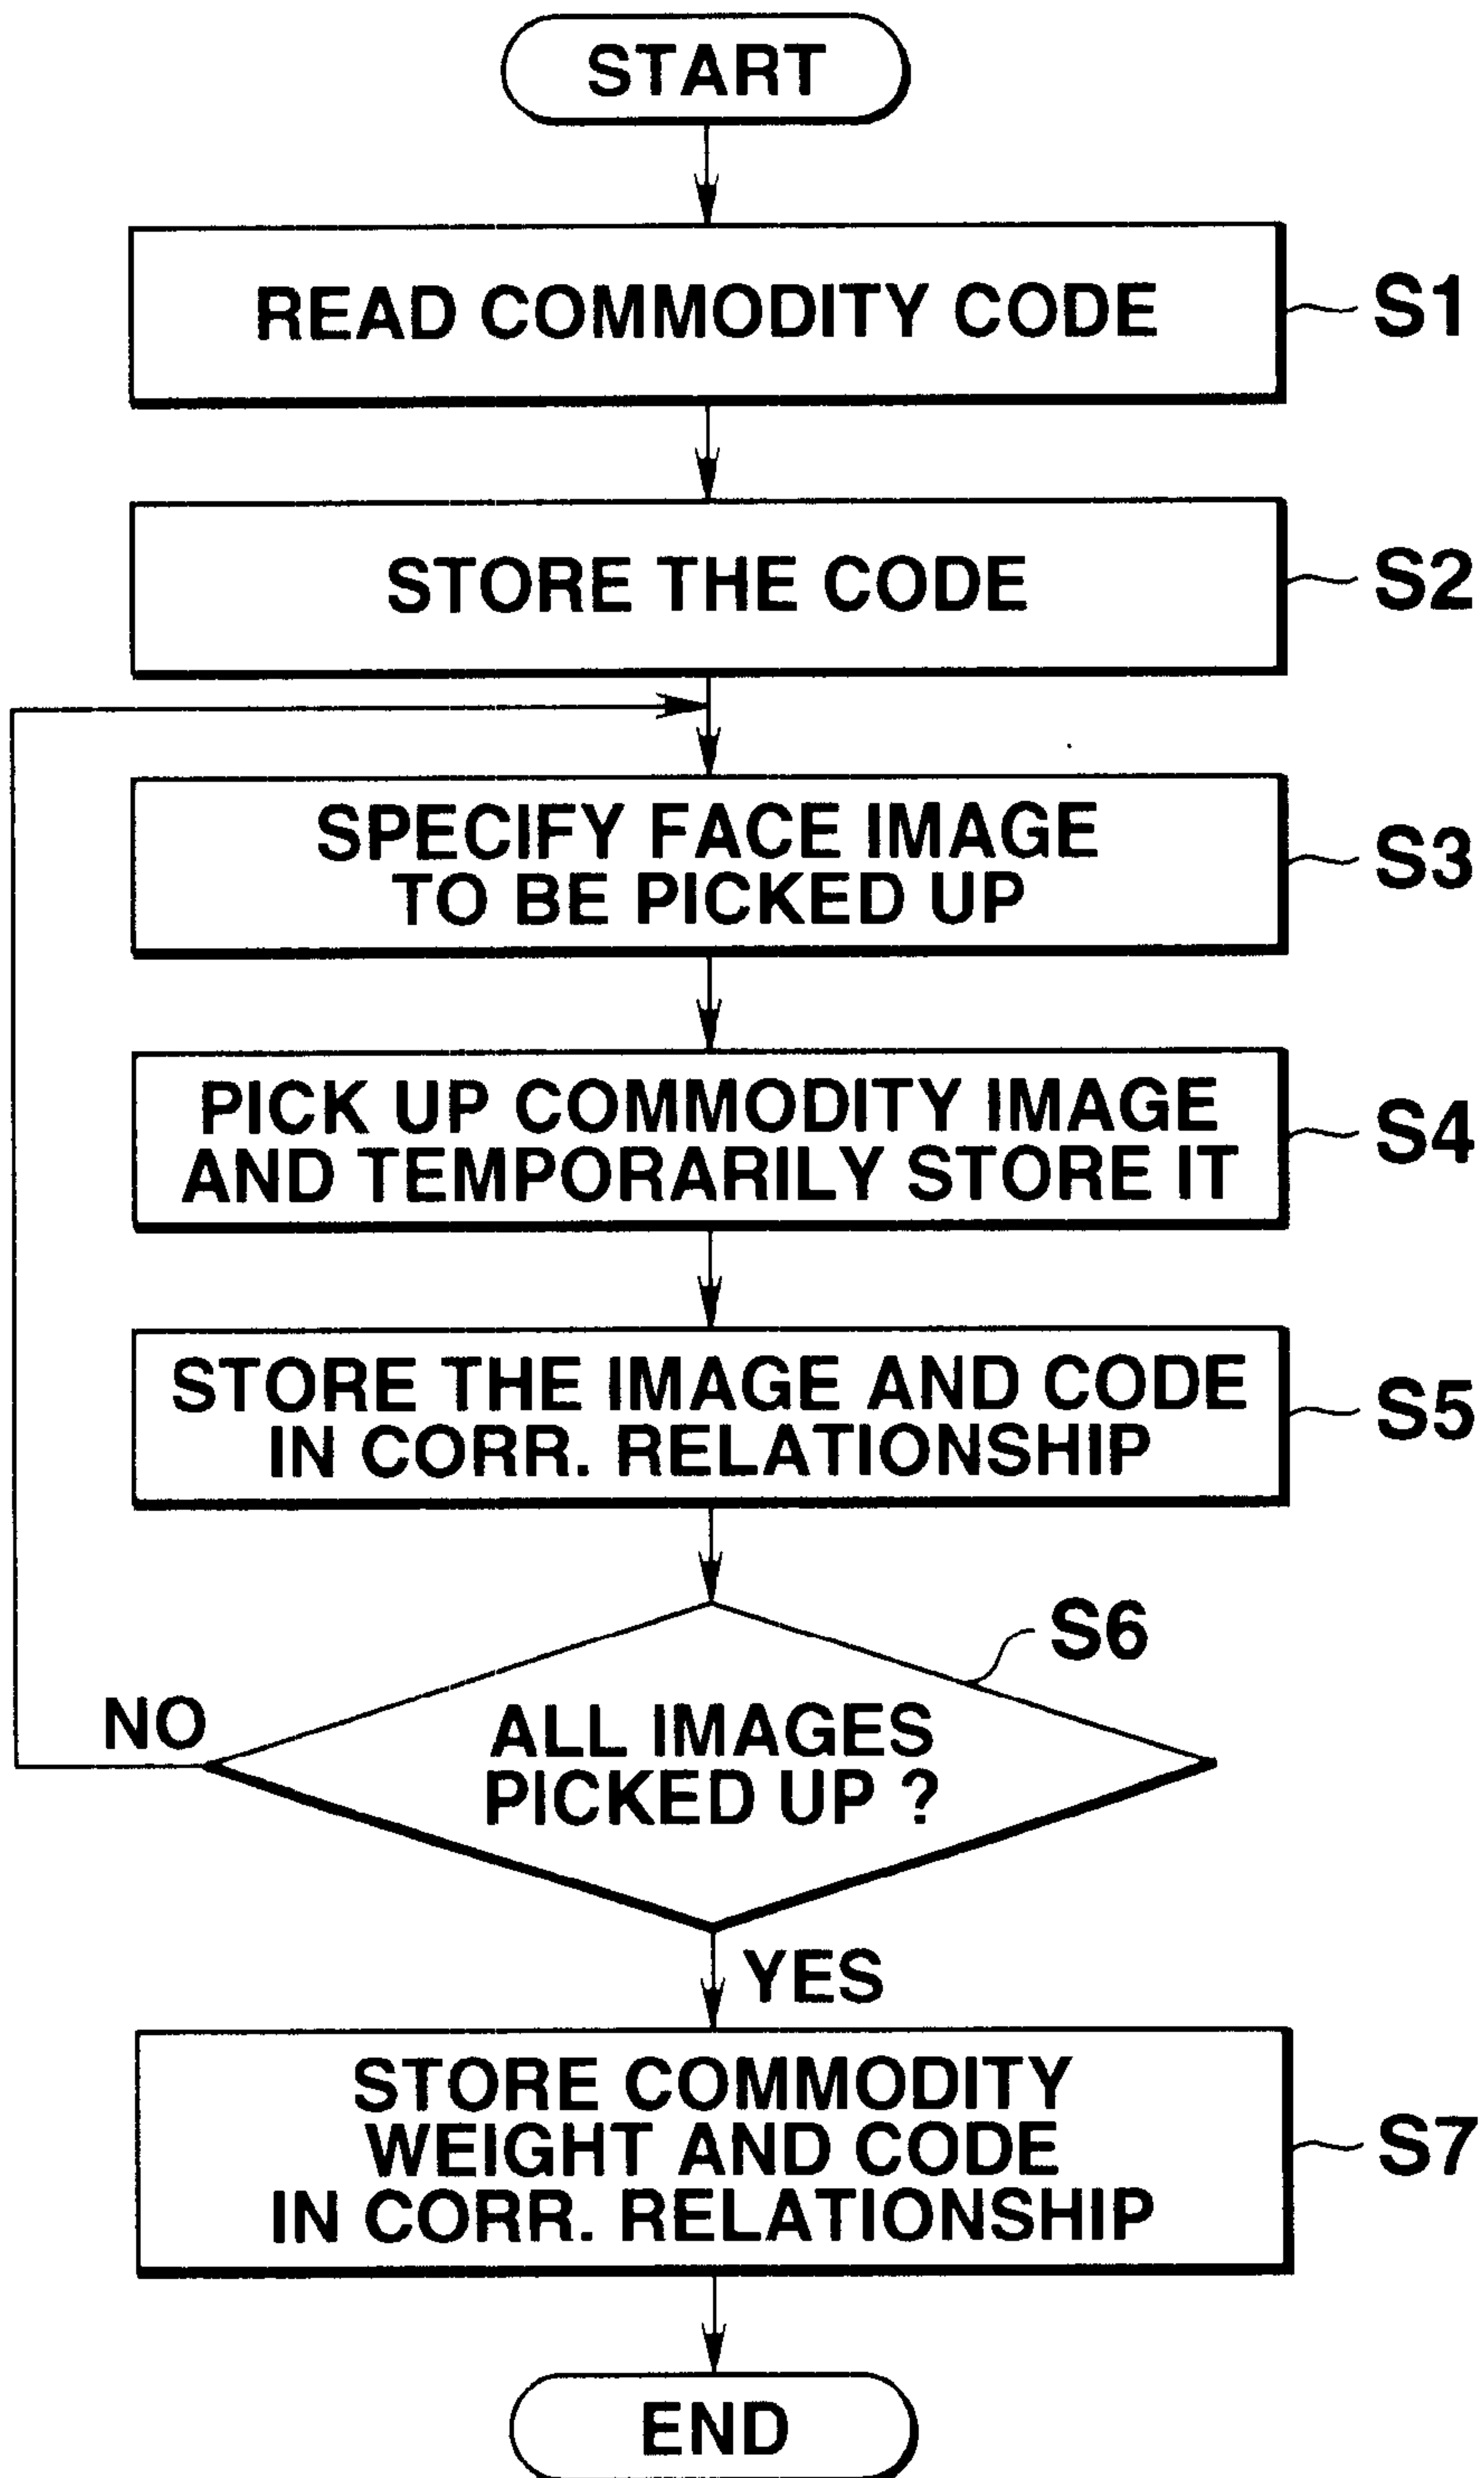 START
READ COMMODITY CODE
S1
STORE THE CODE
S2
SPECIFY FACE IMAGE
TO BE PICKED UP
S3
PICK UP COMMODITY IMAGE
AND TEMPORARILY STORE IT
S4
STORE THE IMAGE AND CODE
IN CORR. RELATIONSHIP
S5
S6
ALL IMAGES
PICKED UP ?
NO
YES
STORE COMMODITY
WEIGHT AND CODE
IN CORR. RELATIONSHIP
S7
END